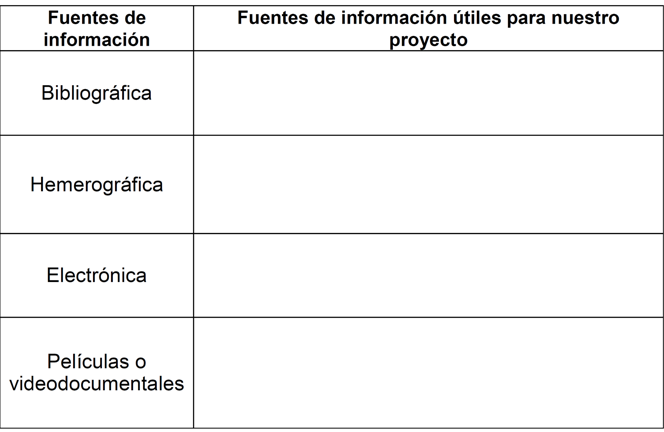 Fuentes de
información
Fuentes de información útiles para nuestro
proyecto
Bibliográfica
Hemerográfica
Electrónica
Películas o
videodocumentales